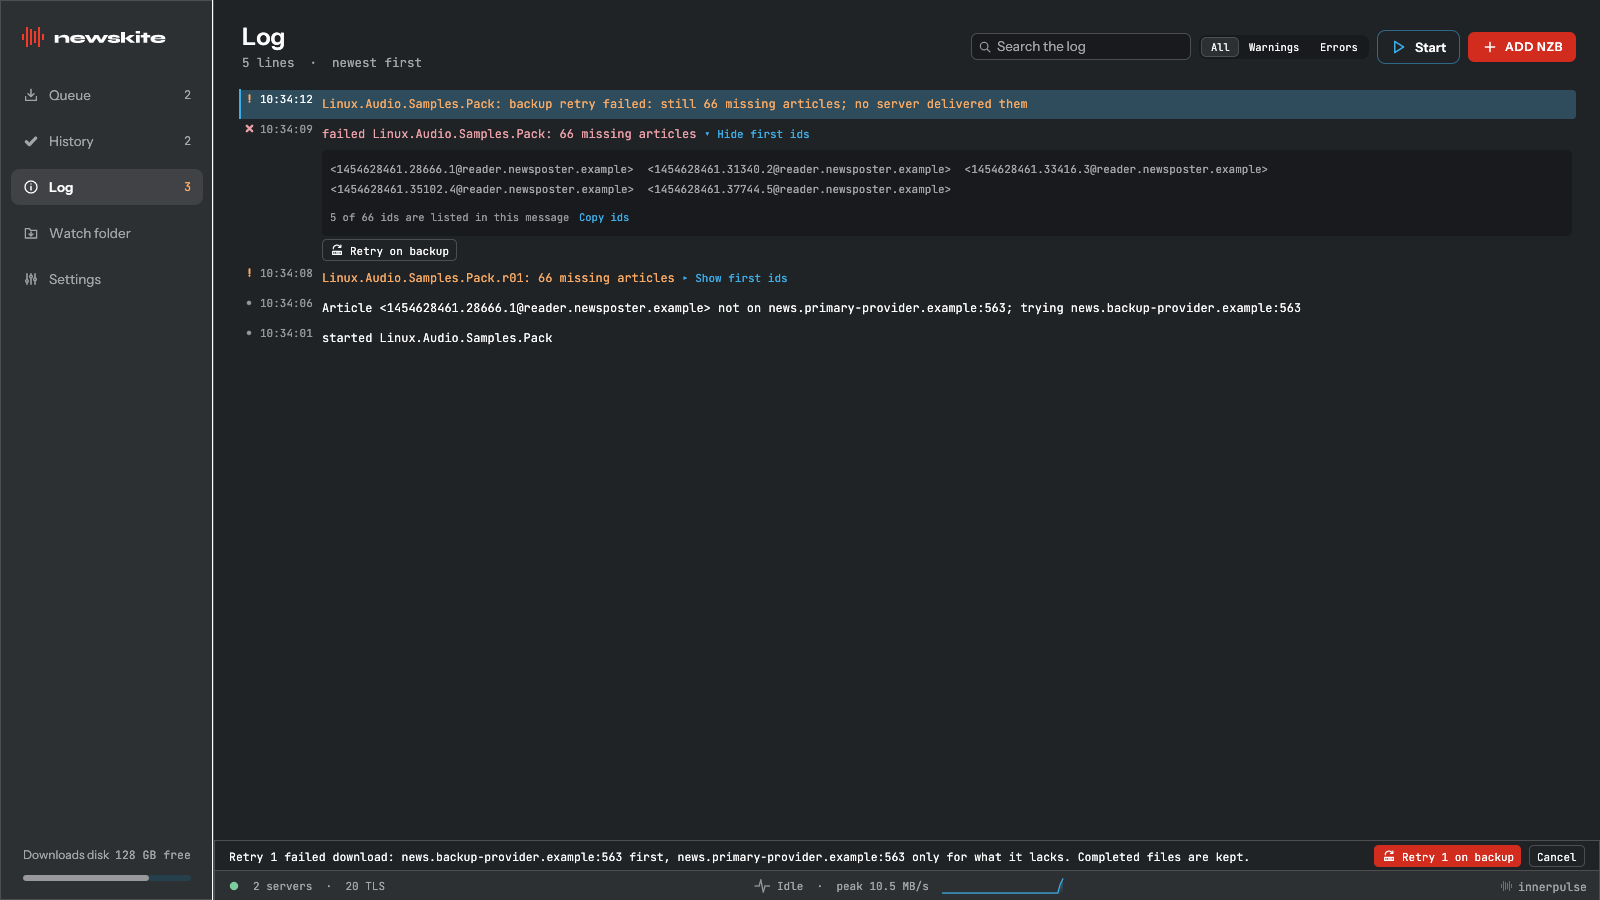 newskite
Queue 2
History 2
Log 3
Watch folder
Settings
Downloads disk 128 GB free
Log
5 lines · newest first
Search the log
All Warnings Errors
Start
ADD NZB
! 10:34:12 Linux.Audio.Samples.Pack: backup retry failed: still 66 missing articles; no server delivered them
10:34:09 failed Linux.Audio.Samples.Pack: 66 missing articles Hide first ids
<1454628461.28666.1@reader.newsposter.example> <1454628461.31340.2@reader.newsposter.example> <1454628461.33416.3@reader.newsposter.example>
<1454628461.35102.4@reader.newsposter.example> <1454628461.37744.5@reader.newsposter.example>
5 of 66 ids are listed in this message Copy ids
Retry on backup
! 10:34:08 Linux.Audio.Samples.Pack.r01: 66 missing articles Show first ids
10:34:06 Article <1454628461.28666.1@reader.newsposter.example> not on news.primary-provider.example:563; trying news.backup-provider.example:563
10:34:01 started Linux.Audio.Samples.Pack
Retry 1 failed download: news.backup-provider.example:563 first, news.primary-provider.example:563 only for what it lacks. Completed files are kept.
Retry 1 on backup
Cancel
2 servers · 20 TLS
Idle · peak 10.5 MB/s
innerpulse